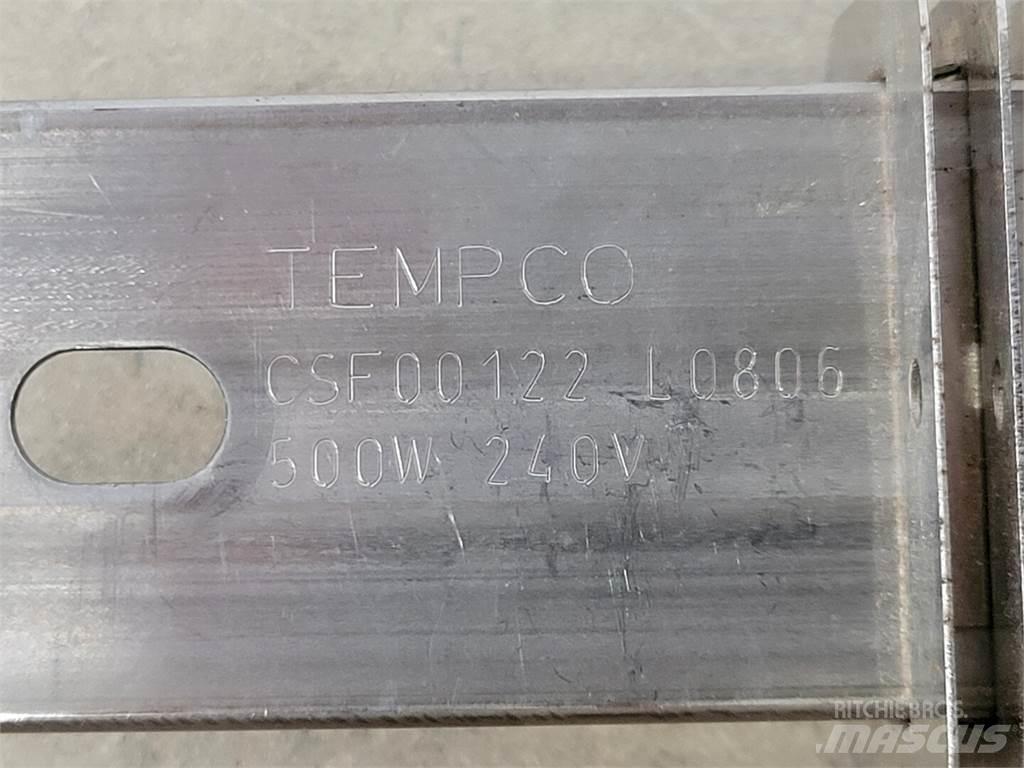 TEMPCO
CSF00122 L0806
500W 240V
RITCHIE BROS.
MASCUS